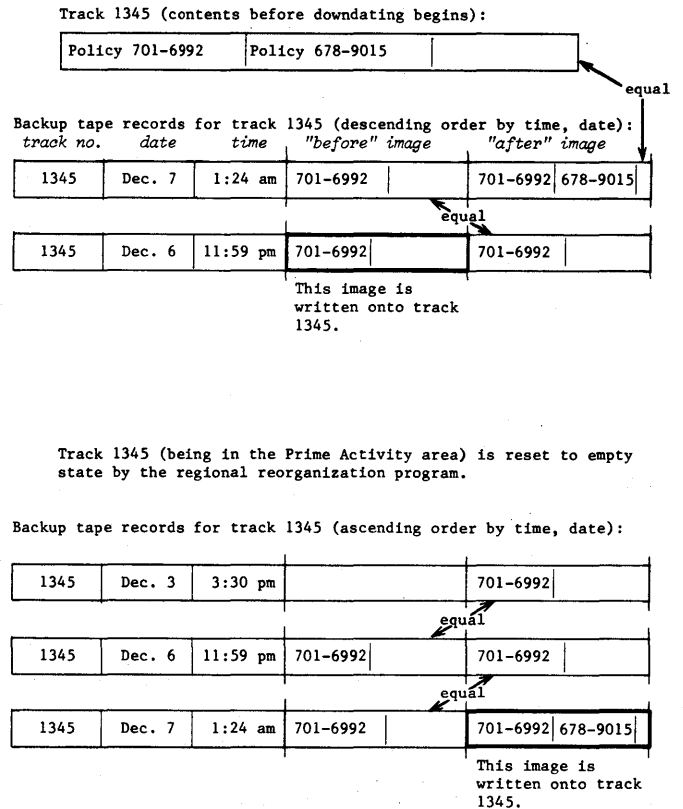 Track 1345 (contents before downdating begins):
Policy 701-6992 Policy 678-9015
equal
Backup tape records for track 1345 (descending order by time, date):
track no. date time "before" image "after" image
1345 Dec. 7 1:24 am 701-6992 701-6992 678-9015
equal
1345 Dec. 6 11:59 pm 701-6992 701-6992
This image is
written onto track
1345.
Track 1345 (being in the Prime Activity area) is reset to empty
state by the regional reorganization program.
Backup tape records for track 1345 (ascending order by time, date):
1345 Dec. 3 3:30 pm 701-6992
equal
1345 Dec. 6 11:59 pm 701-6992 701-6992
equal
1345 Dec. 7 1:24 am 701-6992 701-6992 678-9015
This image is
written onto track
1345.